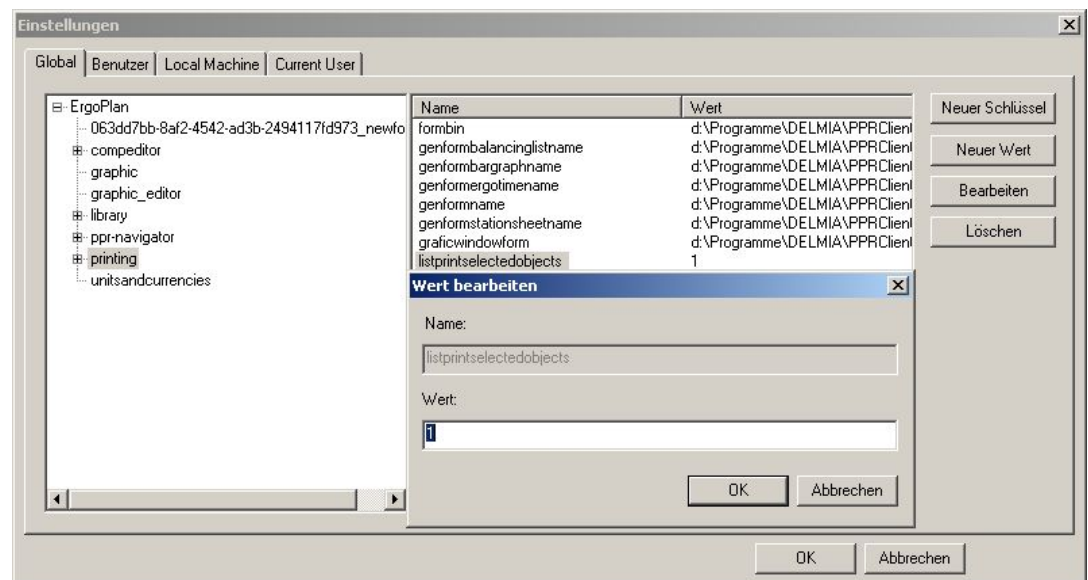 Einstellungen
Global Benutzer Local Machine Current User
ErgoPlan
063dd7bb-8af2-4542-ad3b-2494117fd973_newfo
compeditor
graphic
graphic_editor
library
ppr-navigator
printing
unitsandcurrencies
Name Wert
formbin d:\Programme\DELMIA\PPRClient
genformbalancinglistname d:\Programme\DELMIA\PPRClient
genformbargraphname d:\Programme\DELMIA\PPRClient
genformergotimename d:\Programme\DELMIA\PPRClient
genformname d:\Programme\DELMIA\PPRClient
genformstationsheetname d:\Programme\DELMIA\PPRClient
graficwindowform d:\Programme\DELMIA\PPRClient
listprintselectedobjects 1
Neuer Schlüssel
Neuer Wert
Bearbeiten
Löschen
Wert bearbeiten
Name:
listprintselectedobjects
Wert:
1
OK Abbrechen
OK Abbrechen